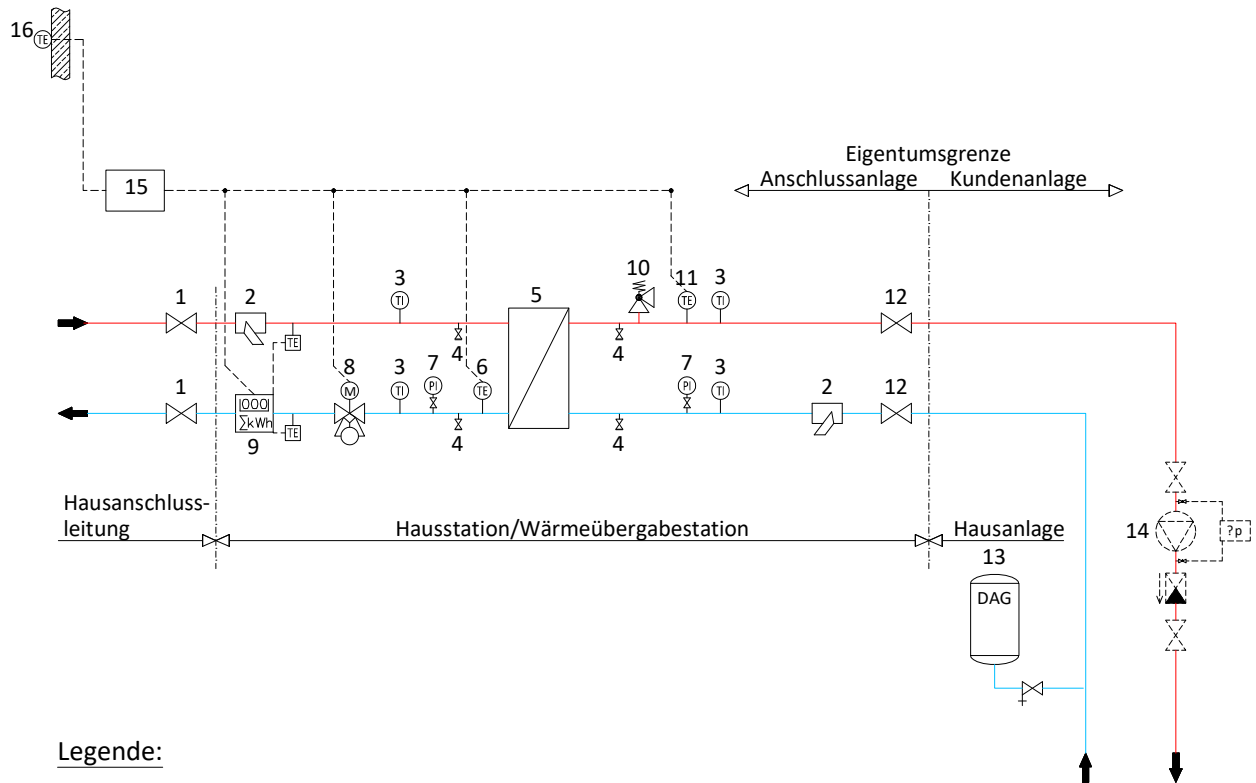 16 TE
15
Eigentumsgrenze
Anschlussanlage Kundenanlage
1 2 3 5 10 11 3 12
TI TE TI
TE 4 4
1 8 3 7 4 6 7 3 2 12
000
∑kWh
M TI PI TE PI TI
TE
9 4 4
Hausanschluss-
leitung
Hausstation/Wärmeübergabestation
Hausanlage
14 ?p
13
DAG
Legende: